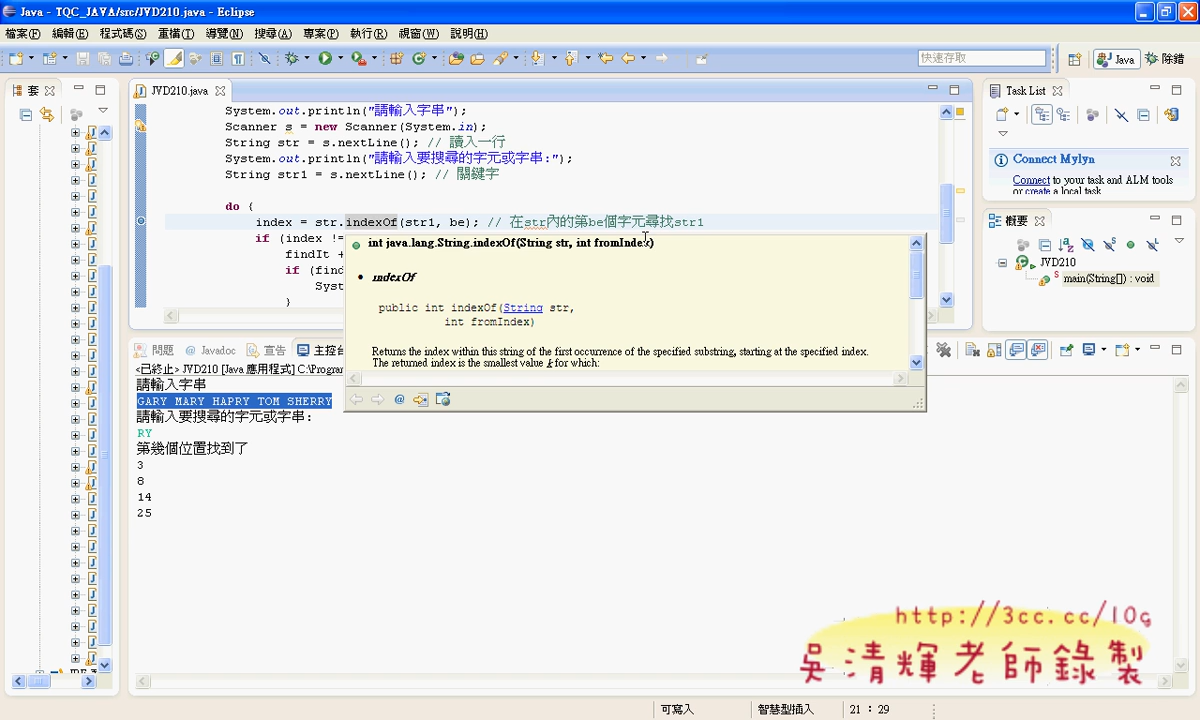 Java - TQC_JAVA/src/JVD210.java - Eclipse
檔案(F) 編輯(E) 程式碼(S) 重構(T) 導覽(N) 搜尋(A) 專案(P) 執行(R) 視窗(W) 說明(H)
快速存取
Java
除錯
套
JVD210.java
System.out.println("請輸入字串");
Scanner s = new Scanner(System.in);
String str = s.nextLine(); // 讀入一行
System.out.println("請輸入要搜尋的字元或字串:");
String str1 = s.nextLine(); // 關鍵字
do {
index = str.indexOf(str1, be); // 在str內的第be個字元尋找str1
if (index !=
findIt +
if (find
Syst
}
int java.lang.String.indexOf(String str, int fromIndex)
• indexOf
public int indexOf(String str,
int fromIndex)
Returns the index within this string of the first occurrence of the specified substring, starting at the specified index.
The returned index is the smallest value k for which:
Task List
Connect Mylyn
Connect to your task and ALM tools
or create a local task.
概要
JVD210
main(String[]) : void
問題 @ Javadoc 宣告 主控台
<已終止> JVD210 [Java 應用程式] C:\Program
請輸入字串
GARY MARY HAPRY TOM SHERRY
請輸入要搜尋的字元或字串:
RY
第幾個位置找到了
3
8
14
25
http://3cc.cc/10g
吳清輝老師錄製
可寫入
智慧型插入
21 : 29